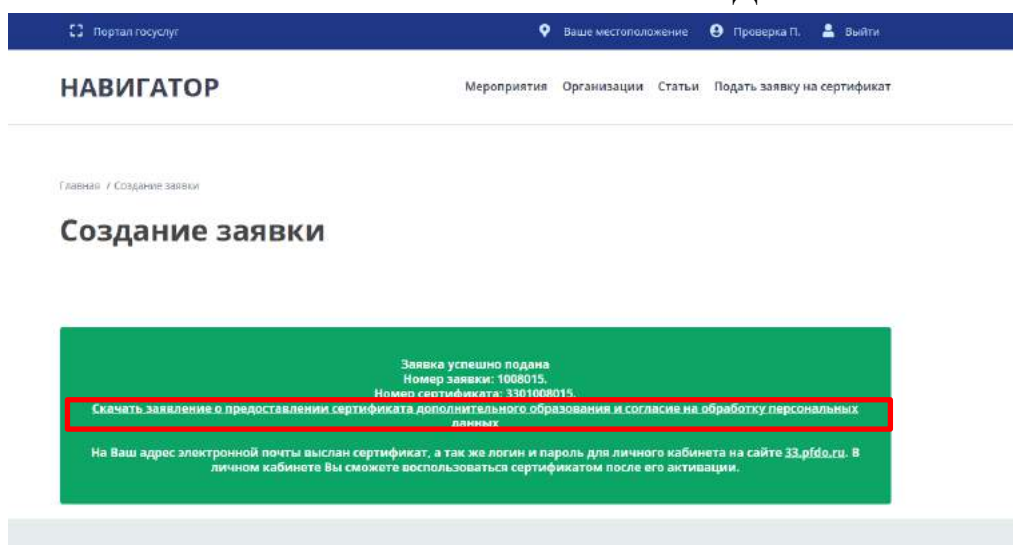 Портал госуслуг
Ваше местоположение
Проверка П.
Выйти
НАВИГАТОР
Мероприятия Организации Статьи Подать заявку на сертификат
Главная / Создание заявки
Создание заявки
Заявка успешно подана
Номер заявки: 1008015.
Номер сертификата: 3301008015.
Скачать заявление о предоставлении сертификата дополнительного образования и согласие на обработку персональных
данных
На Ваш адрес электронной почты выслан сертификат, а так же логин и пароль для личного кабинета на сайте 33.pfdo.ru. В
личном кабинете Вы сможете воспользоваться сертификатом после его активации.